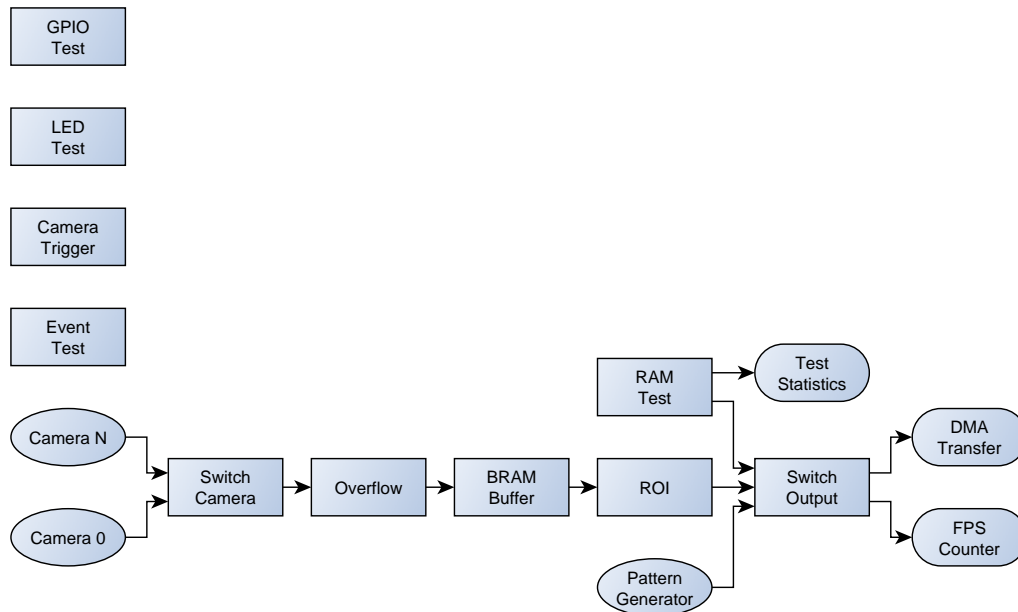 GPIO
Test
LED
Test
Camera
Trigger
Event
Test
RAM
Test
Test
Statistics
Camera N
DMA
Transfer
Switch
Camera
Overflow
BRAM
Buffer
ROI
Switch
Output
Camera 0
FPS
Counter
Pattern
Generator